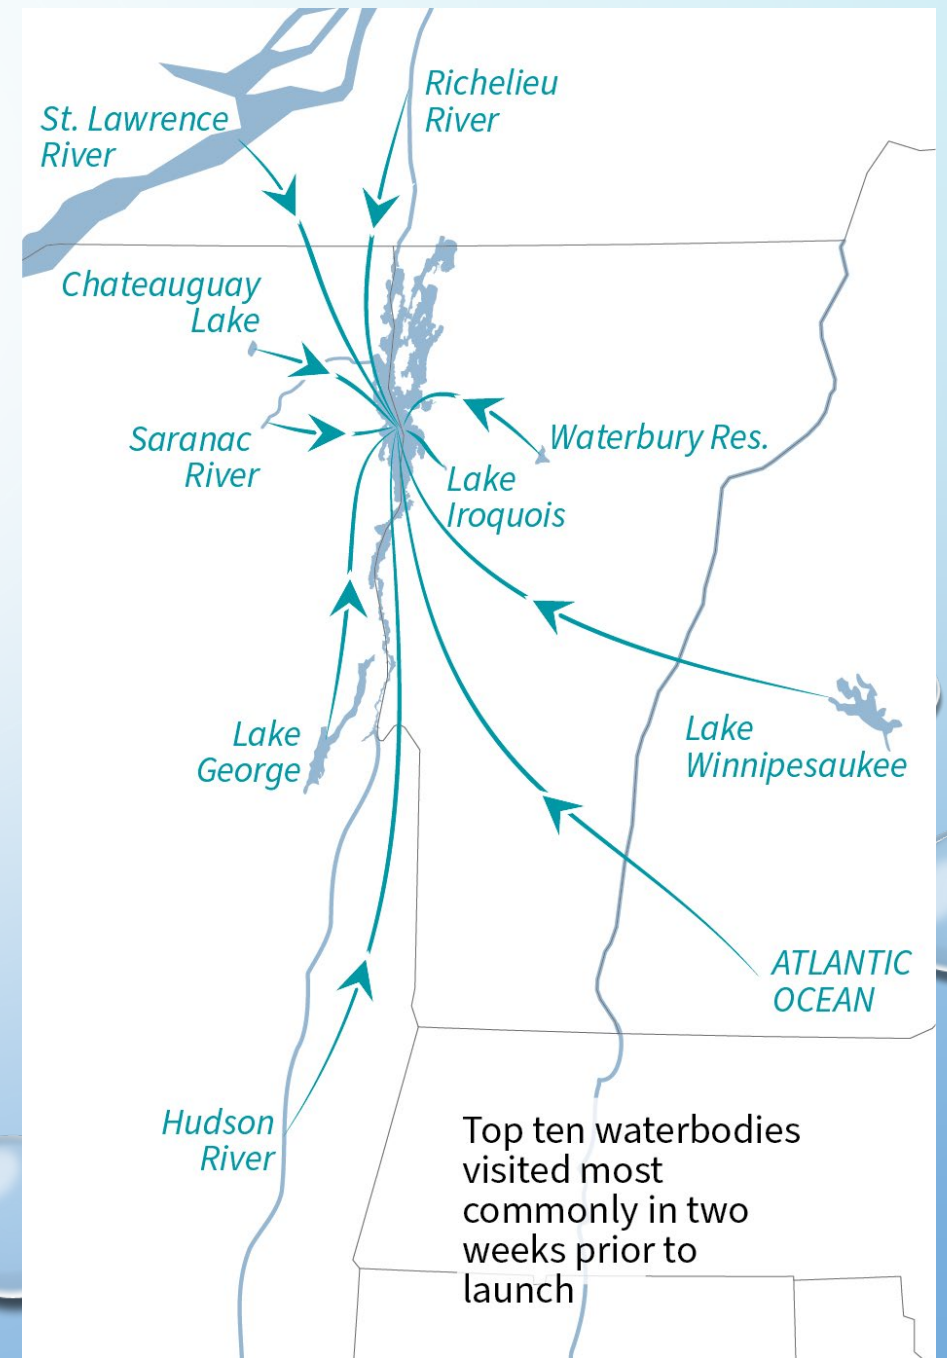 Richelieu
River
St. Lawrence
River
Chateauguay
Lake
Saranac
River
Waterbury Res.
Lake
Iroquois
Lake
George
Lake
Winnipesaukee
ATLANTIC
OCEAN
Hudson
River
Top ten waterbodies
visited most
commonly in two
weeks prior to
launch